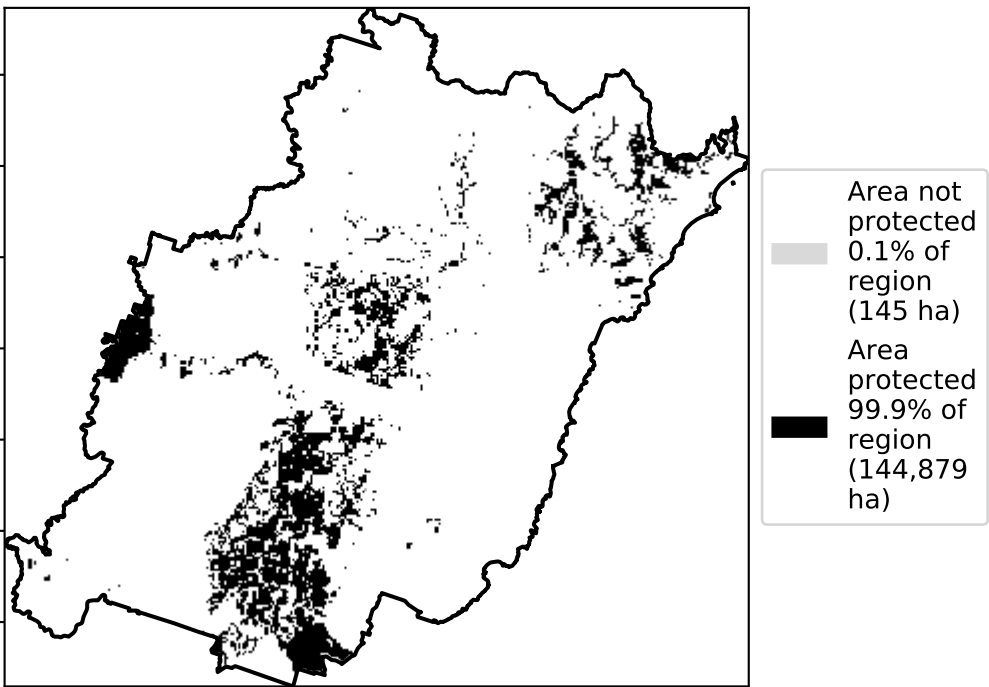 Area not
protected
0.1% of
region
(145 ha)
Area
protected
99.9% of
region
(144,879
ha)